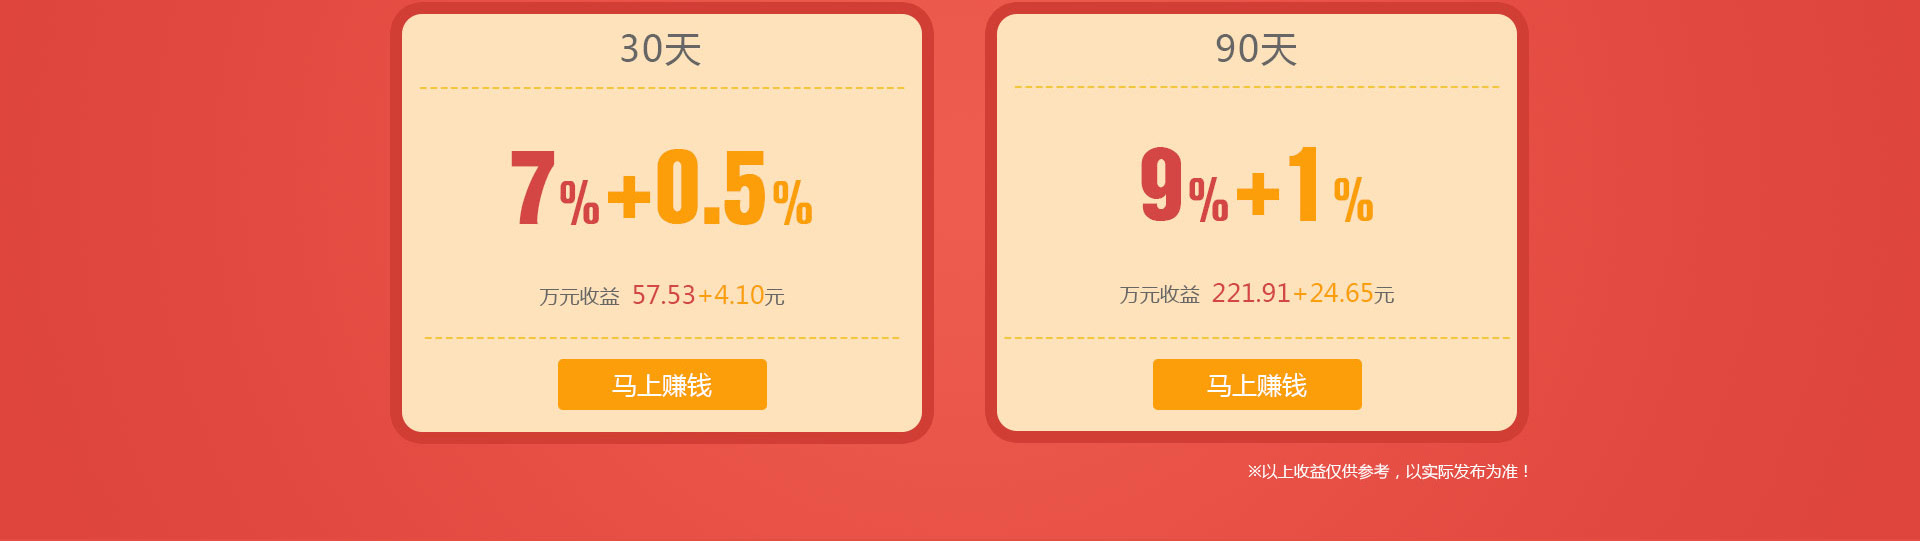 30天
7%+0.5%
万元收益 57.53+4.10元
马上赚钱
90天
9%+1%
万元收益 221.91+24.65元
马上赚钱
※以上收益仅供参考，以实际发布为准！